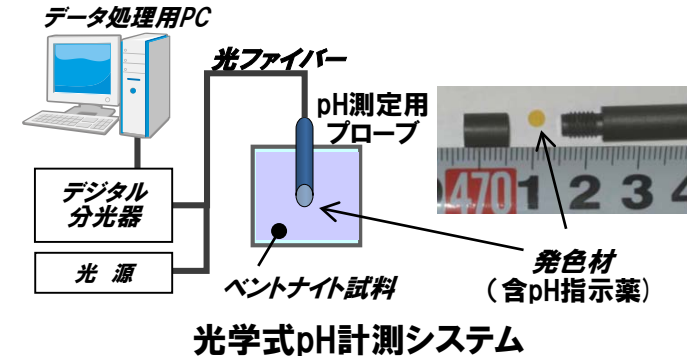 データ処理用PC
光ファイバー
pH測定用
プローブ
デジタル
分光器
光 源
ベントナイト試料
470 1 2 3 4
発色材
(含pH指示薬)
光学式pH計測システム